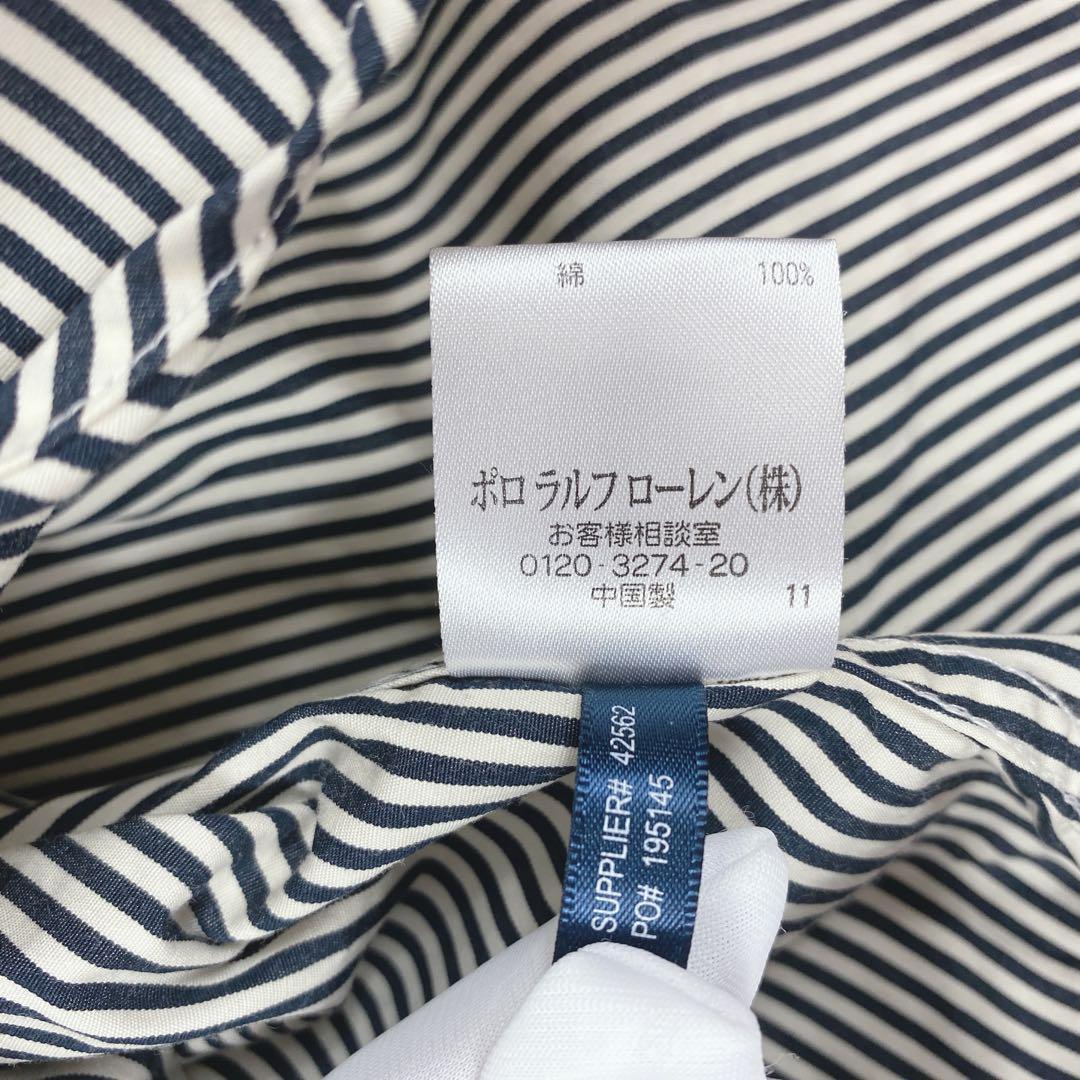 綿 100%
ポロ ラルフ ローレン(株)
お客様相談室
0120-3274-20
中国製 11
SUPPLIER# 42562
PO# 195145